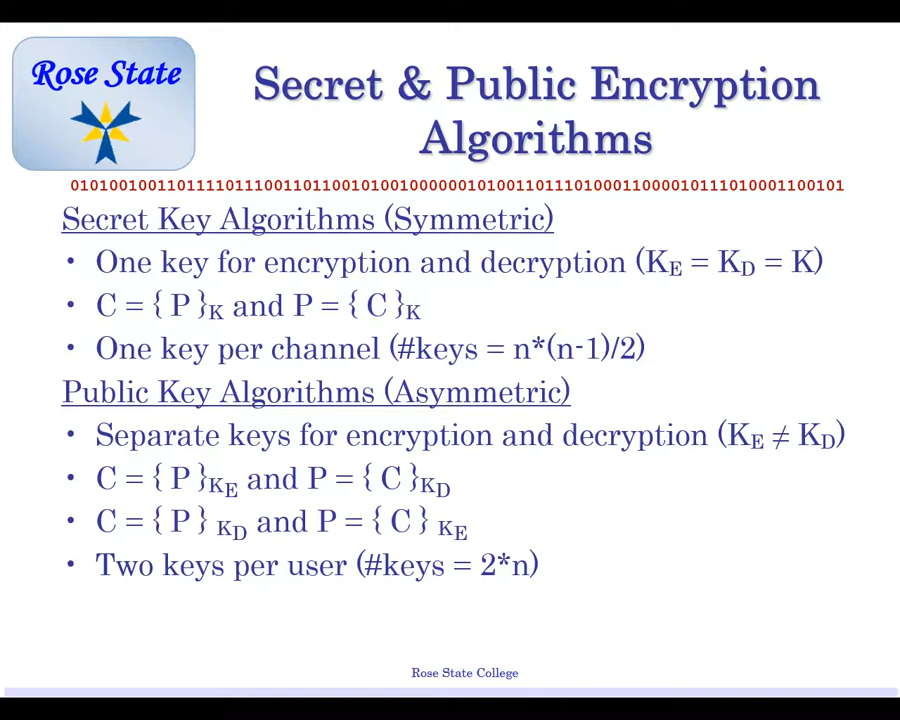 Rose State
Secret & Public Encryption
Algorithms
0101001001101111011100110110010100100000010100110111010001100001011101000110​0101
Secret Key Algorithms (Symmetric)
• One key for encryption and decryption (KE = KD = K)
• C = { P }K and P = { C }K
• One key per channel (#keys = n*(n-1)/2)
Public Key Algorithms (Asymmetric)
• Separate keys for encryption and decryption (KE ≠ KD)
• C = { P }KE and P = { C }KD
• C = { P } KD and P = { C } KE
• Two keys per user (#keys = 2*n)
Rose State College